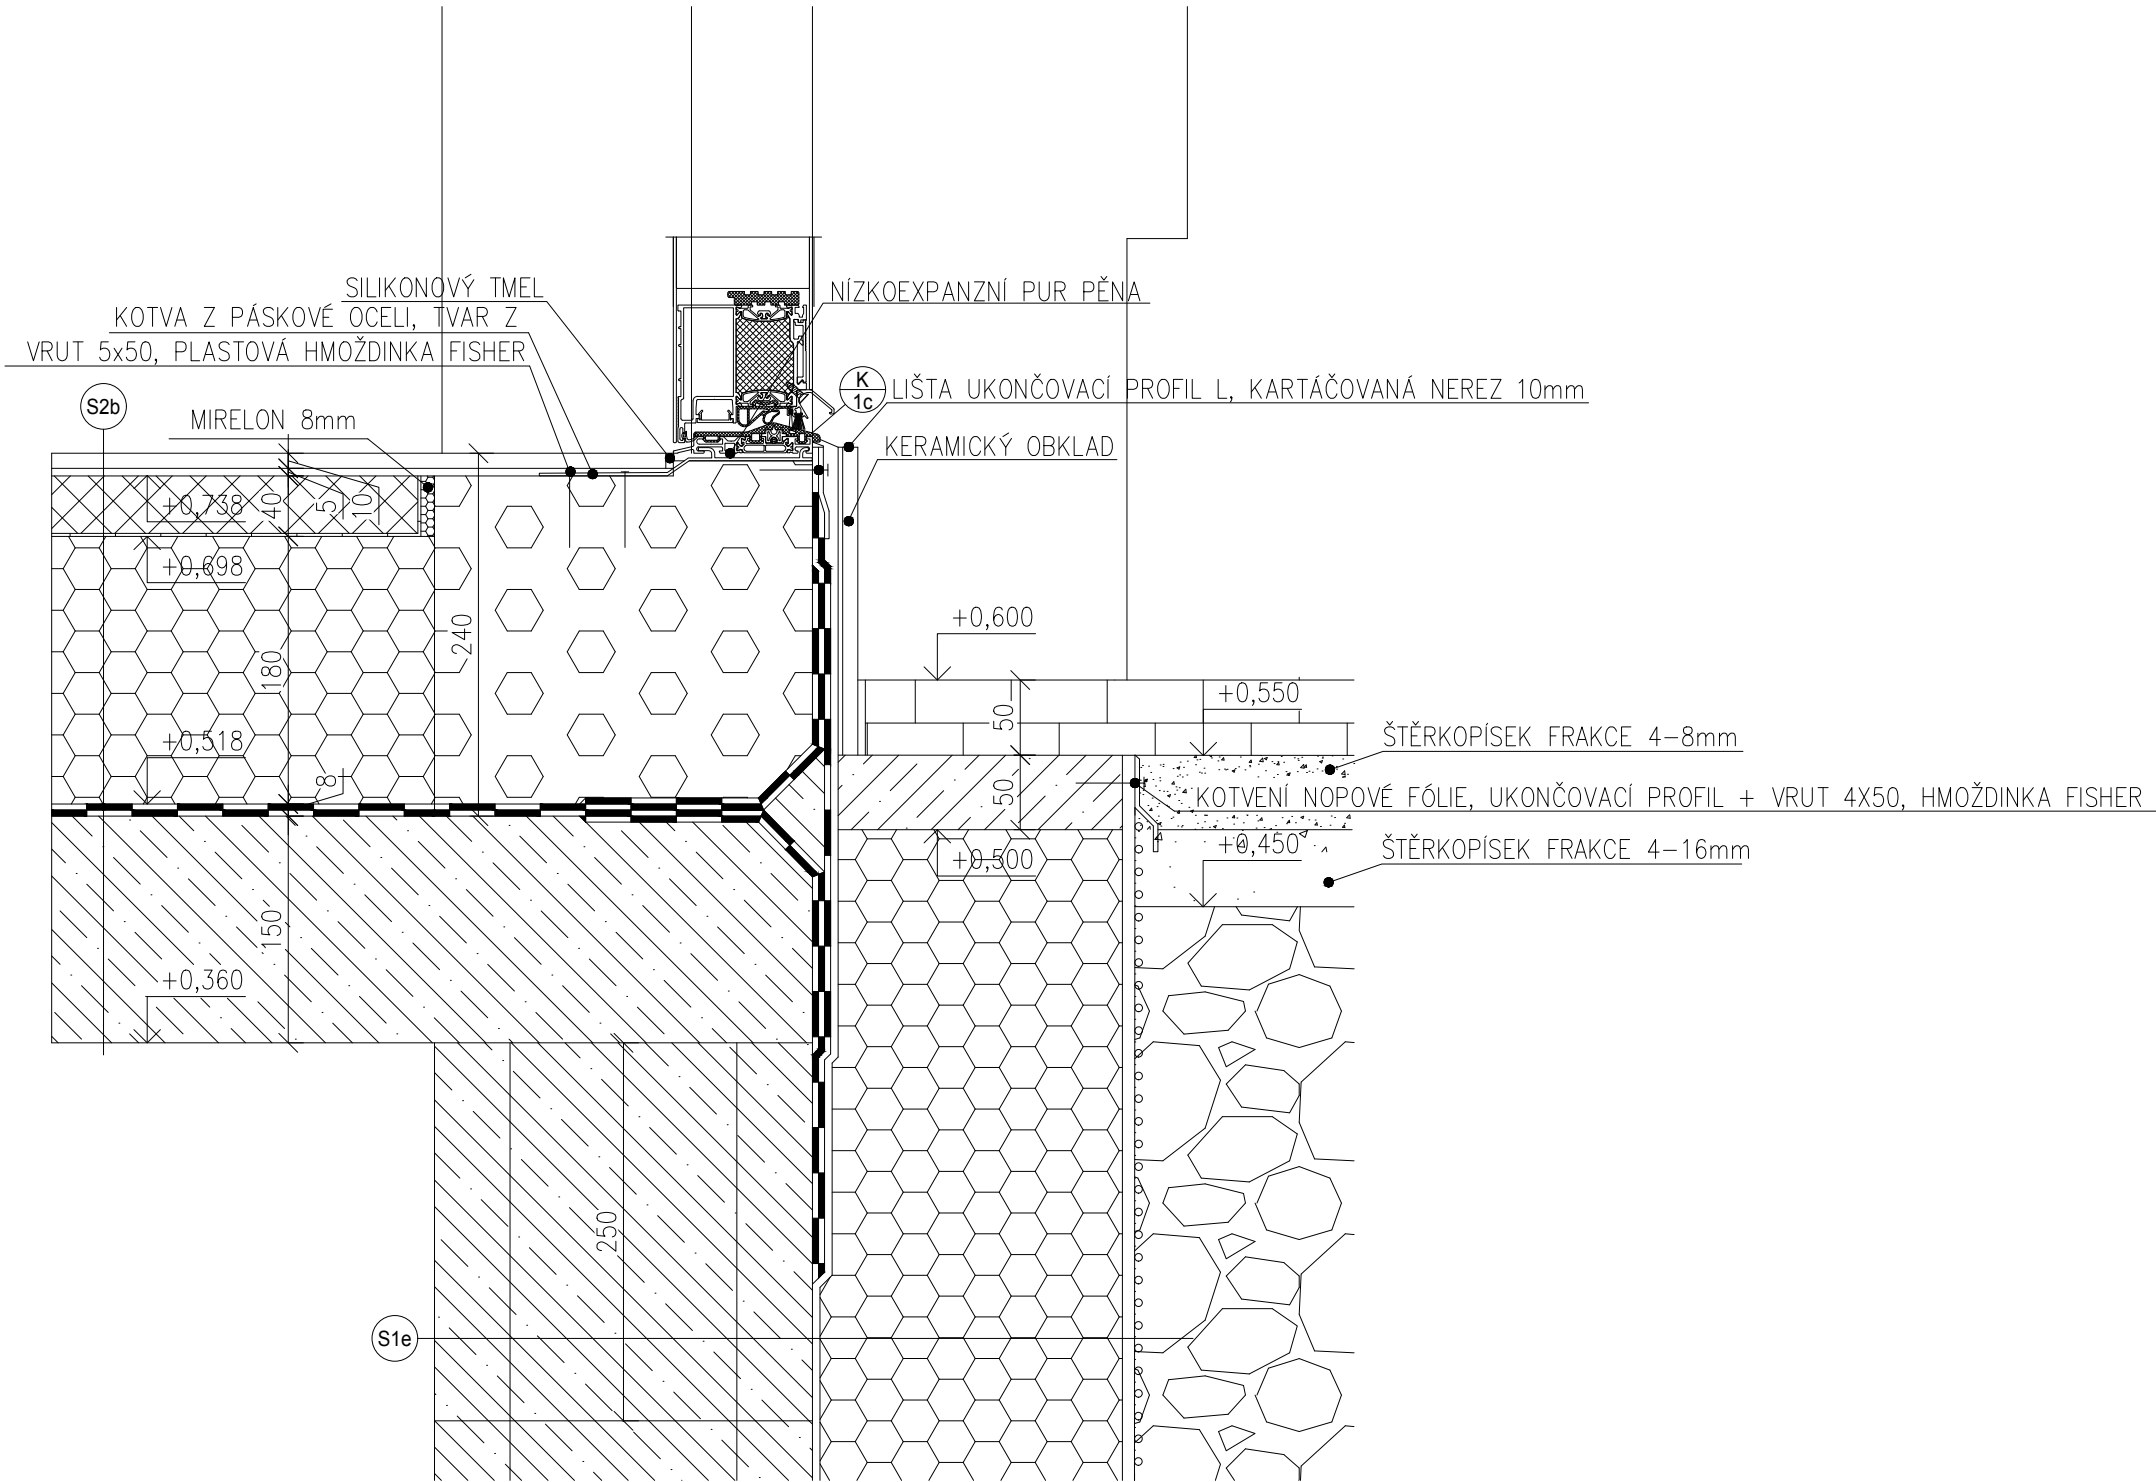 SILIKONOVÝ TMEL
NÍZKOEXPANZNÍ PUR PĚNA
KOTVA Z PÁSKOVÉ OCELI, TVAR Z
VRUT 5x50, PLASTOVÁ HMOŽDINKA FISHER
K
1c
LIŠTA UKONČOVACÍ PROFIL L, KARTÁČOVANÁ NEREZ 10mm
S2b
MIRELON 8mm
KERAMICKÝ OBKLAD
+0,738
40
5
10
+0,698
+0,600
240
180
+0,550
50
+0,518
ŠTĚRKOPÍSEK FRAKCE 4-8mm
8
50
KOTVENÍ NOPOVÉ FÓLIE, UKONČOVACÍ PROFIL + VRUT 4X50, HMOŽDINKA FISHER
+0,500
+0,450
ŠTĚRKOPÍSEK FRAKCE 4-16mm
150
+0,360
250
S1e